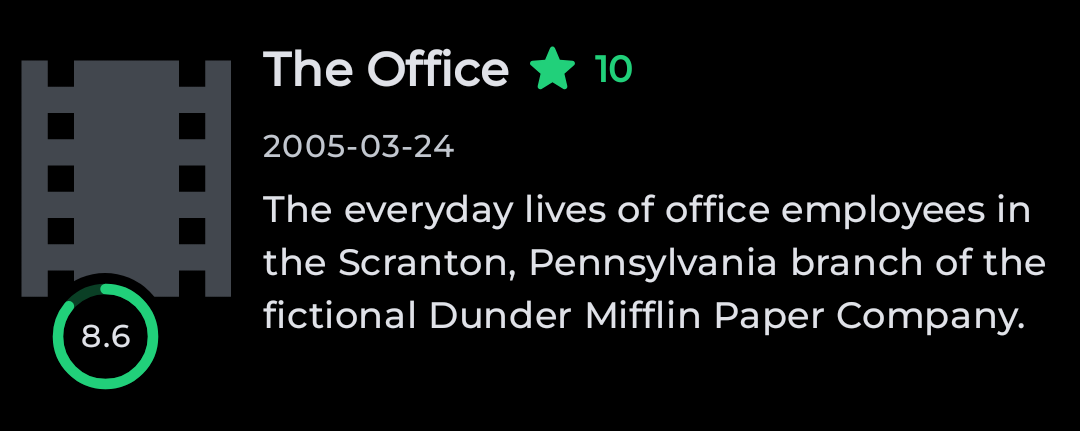 The Office ★ 10
2005-03-24
The everyday lives of office employees in
the Scranton, Pennsylvania branch of the
fictional Dunder Mifflin Paper Company.
8.6